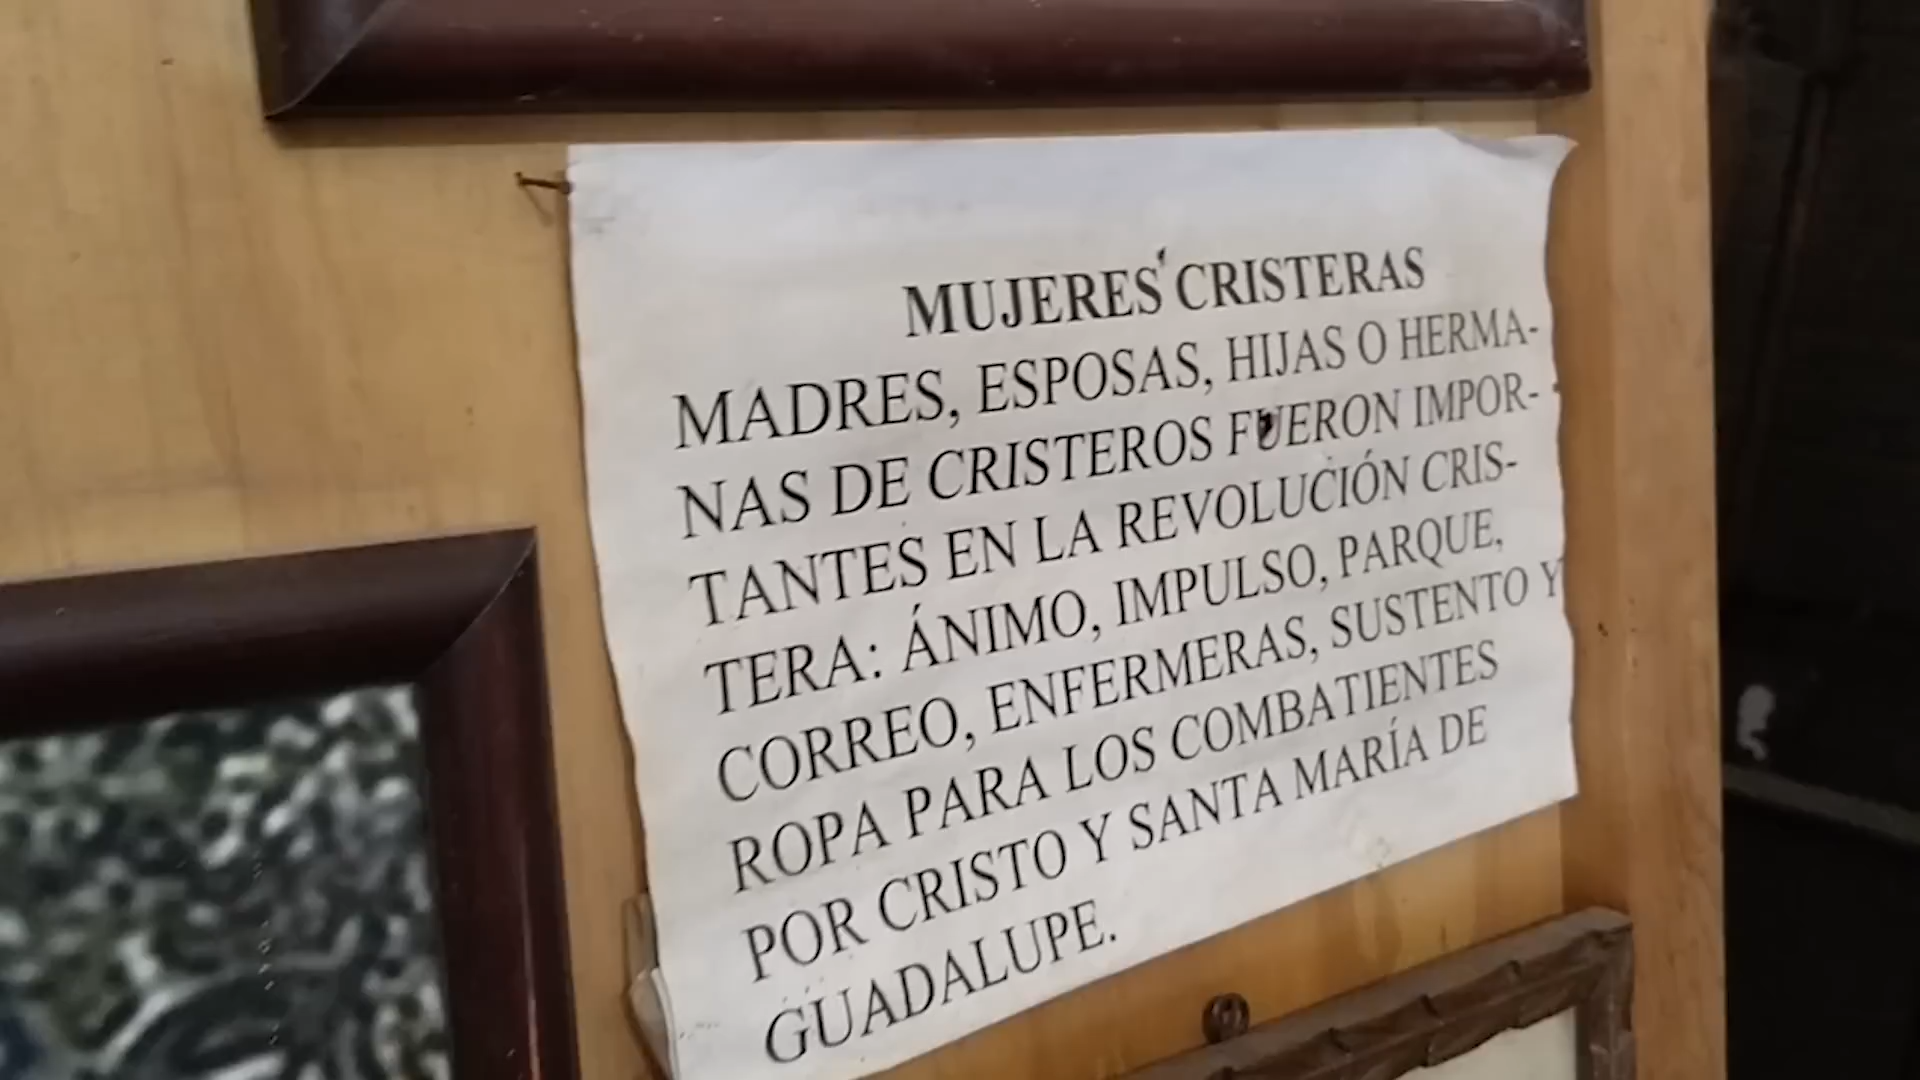 MUJERES CRISTERAS
MADRES, ESPOSAS, HIJAS O HERMA-
NAS DE CRISTEROS FUERON IMPOR-
TANTES EN LA REVOLUCIÓN CRIS-
TERA: ÁNIMO, IMPULSO, PARQUE,
CORREO, ENFERMERAS, SUSTENTO Y
ROPA PARA LOS COMBATIENTES
POR CRISTO Y SANTA MARÍA DE
GUADALUPE.